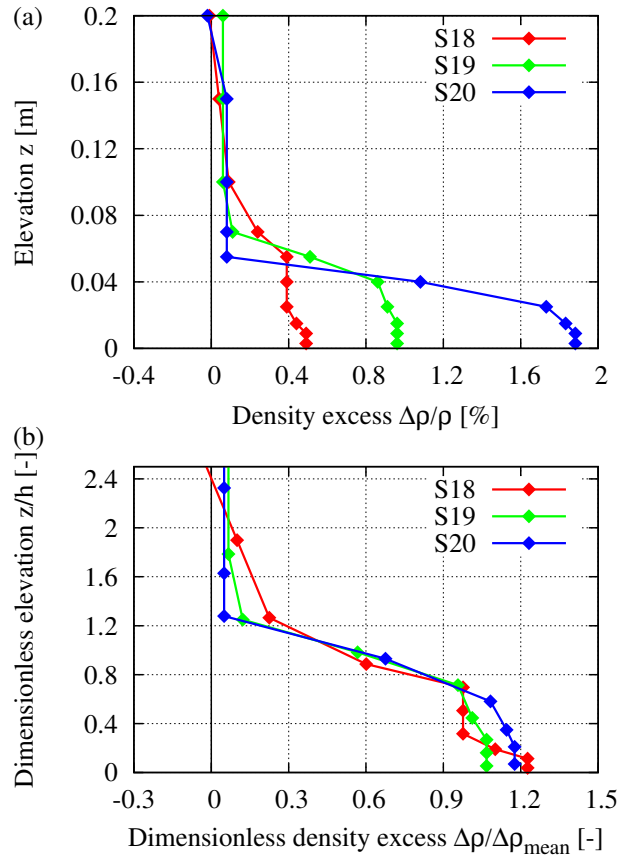 (a)
0.2
0.16
0.12
0.08
0.04
0
Elevation z [m]
S18
S19
S20
-0.4 0 0.4 0.8 1.2 1.6 2
Density excess Δρ/ρ [%]
(b)
2.4
2
1.6
1.2
0.8
0.4
0
Dimensionless elevation z/h [-]
S18
S19
S20
-0.3 0 0.3 0.6 0.9 1.2 1.5
Dimensionless density excess Δρ/Δρmean [-]